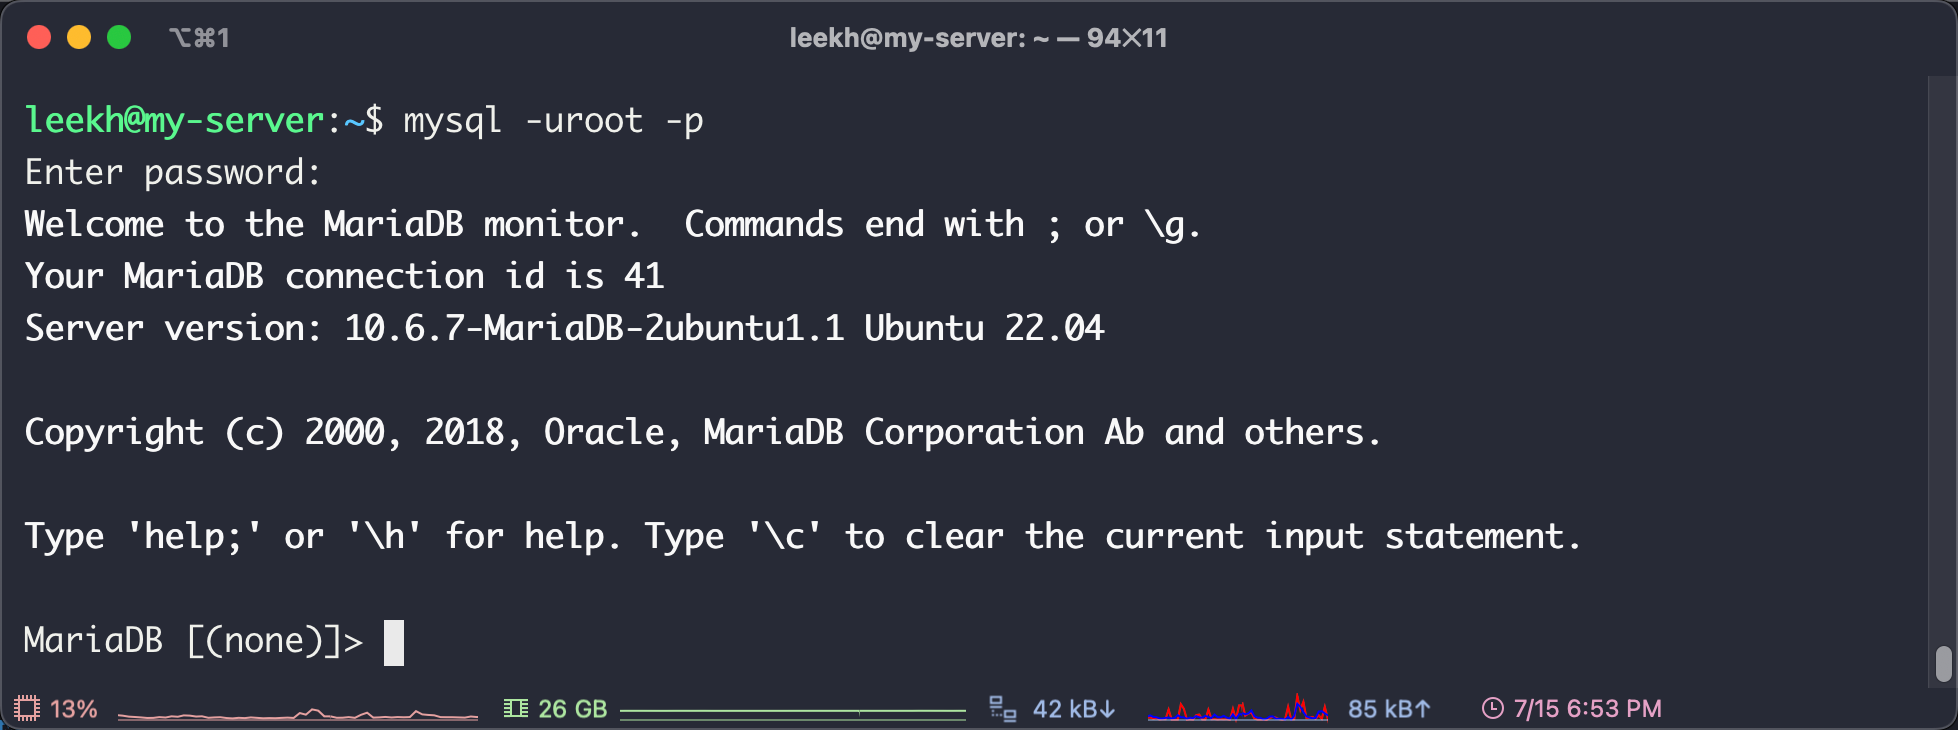 ⌥⌘1
leekh@my-server: ~ — 94×11
leekh@my-server:~$ mysql -uroot -p
Enter password:
Welcome to the MariaDB monitor.  Commands end with ; or \g.
Your MariaDB connection id is 41
Server version: 10.6.7-MariaDB-2ubuntu1.1 Ubuntu 22.04
Copyright (c) 2000, 2018, Oracle, MariaDB Corporation Ab and others.
Type 'help;' or '\h' for help. Type '\c' to clear the current input statement.
MariaDB [(none)]>
13% 26 GB 42 kB↓ 85 kB↑ 7/15 6:53 PM